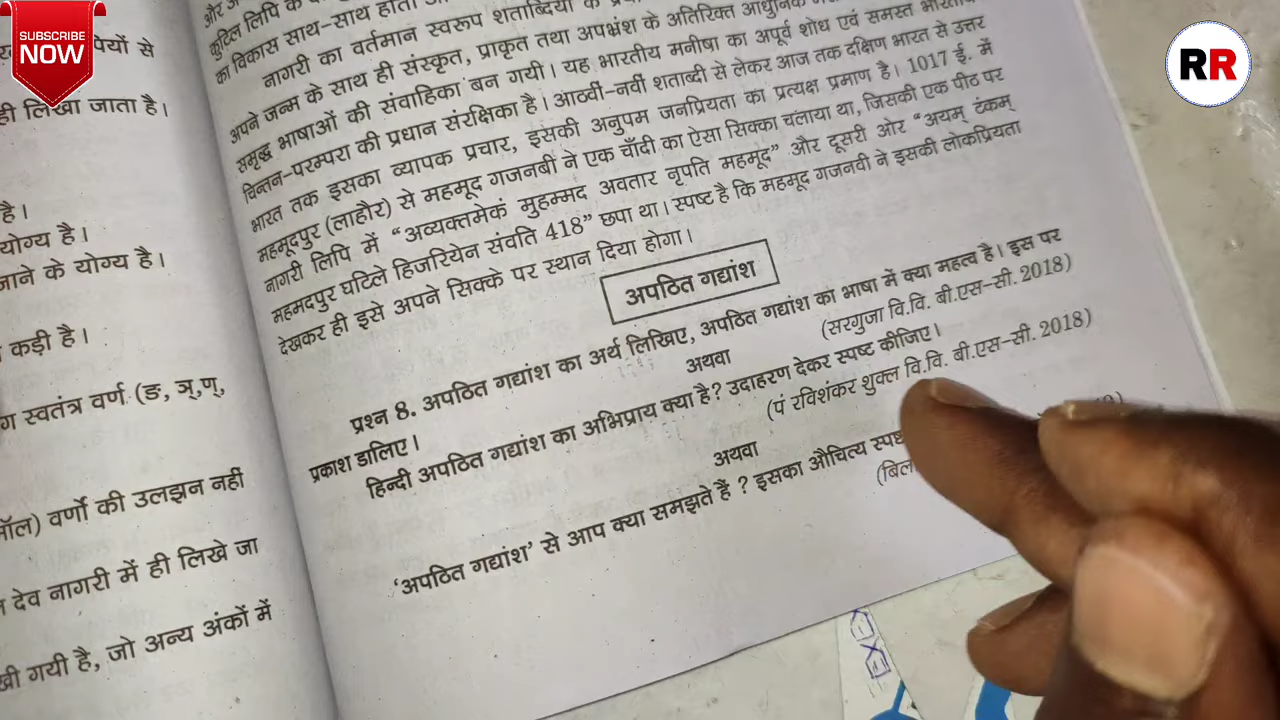 SUBSCRIBE
NOW
RR
पियों से
ही लिखा जाता है।
है।
योग्य है।
जाने के योग्य है।
कड़ी है।
स्वतंत्र वर्ण (ङ, ञ्,ण्,
वर्णो की उलझन नहीं
देव नागरी में ही लिखे जा
गयी है, जो अन्य अंकों में
कुटिल लिपि के
का विकास साथ-साथ होता
नागरी का वर्तमान स्वरूप शताब्दियों के
अपने जन्म के साथ ही संस्कृत, प्राकृत तथा अपभ्रंश के अतिरिक्त आधुनिक
समृद्ध भाषाओं की संवाहिका बन गयी। यह भारतीय मनीषा का अपूर्व शोध एवं समस्त भारतीय
चिन्तन-परम्परा की प्रधान संरक्षिका है। आठवीं-नवीं शताब्दी से लेकर आज तक दक्षिण भारत से उत्तर
भारत तक इसका व्यापक प्रचार, इसकी अनुपम जनप्रियता का प्रत्यक्ष प्रमाण है। 1017 ई. में
महमूदपुर (लाहौर) से महमूद गजनबी ने एक चाँदी का ऐसा सिक्का चलाया था, जिसकी एक पीठ पर
नागरी लिपि में “अव्यक्तमेकं मुहम्मद अवतार नृपति महमूद” और दूसरी ओर “अयम् टंकम्
महमदपुर घटिले हिजरियेन संवति 418” छपा था। स्पष्ट है कि महमूद गजनवी ने इसकी लोकप्रियता
देखकर ही इसे अपने सिक्के पर स्थान दिया होगा।
अपठित गद्यांश
प्रश्न 8. अपठित गद्यांश का अर्थ लिखिए, अपठित गद्यांश का भाषा में क्या महत्व है। इस पर
प्रकाश डालिए।
(सरगुजा वि.वि. बी.एस-सी. 2018)
अथवा
हिन्दी अपठित गद्यांश का अभिप्राय क्या है? उदाहरण देकर स्पष्ट कीजिए।
(पं रविशंकर शुक्ल वि.वि. बी.एस-सी. 2018)
अथवा
‘अपठित गद्यांश’ से आप क्या समझते हैं ? इसका औचित्य